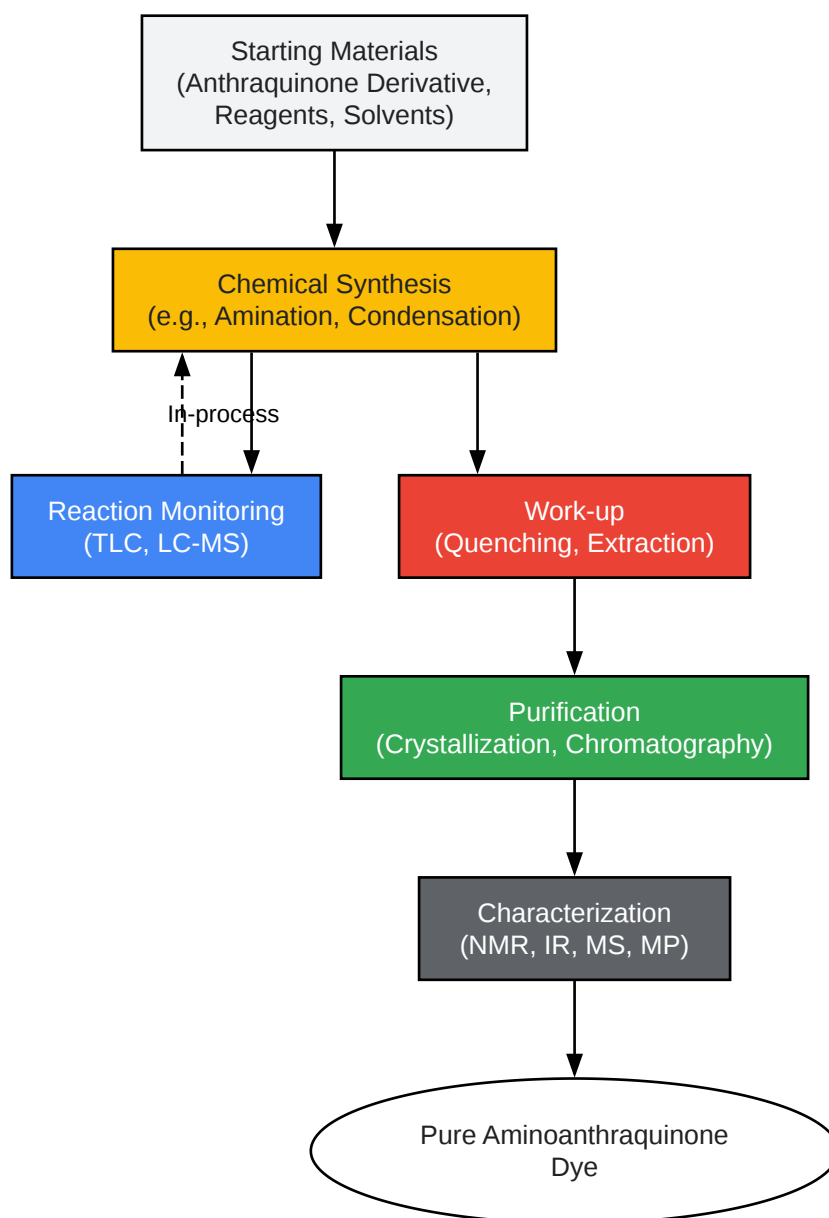 Starting Materials
(Anthraquinone Derivative,
Reagents, Solvents)
Chemical Synthesis
(e.g., Amination, Condensation)
In-process
Reaction Monitoring
(TLC, LC-MS)
Work-up
(Quenching, Extraction)
Purification
(Crystallization, Chromatography)
Characterization
(NMR, IR, MS, MP)
Pure Aminoanthraquinone
Dye